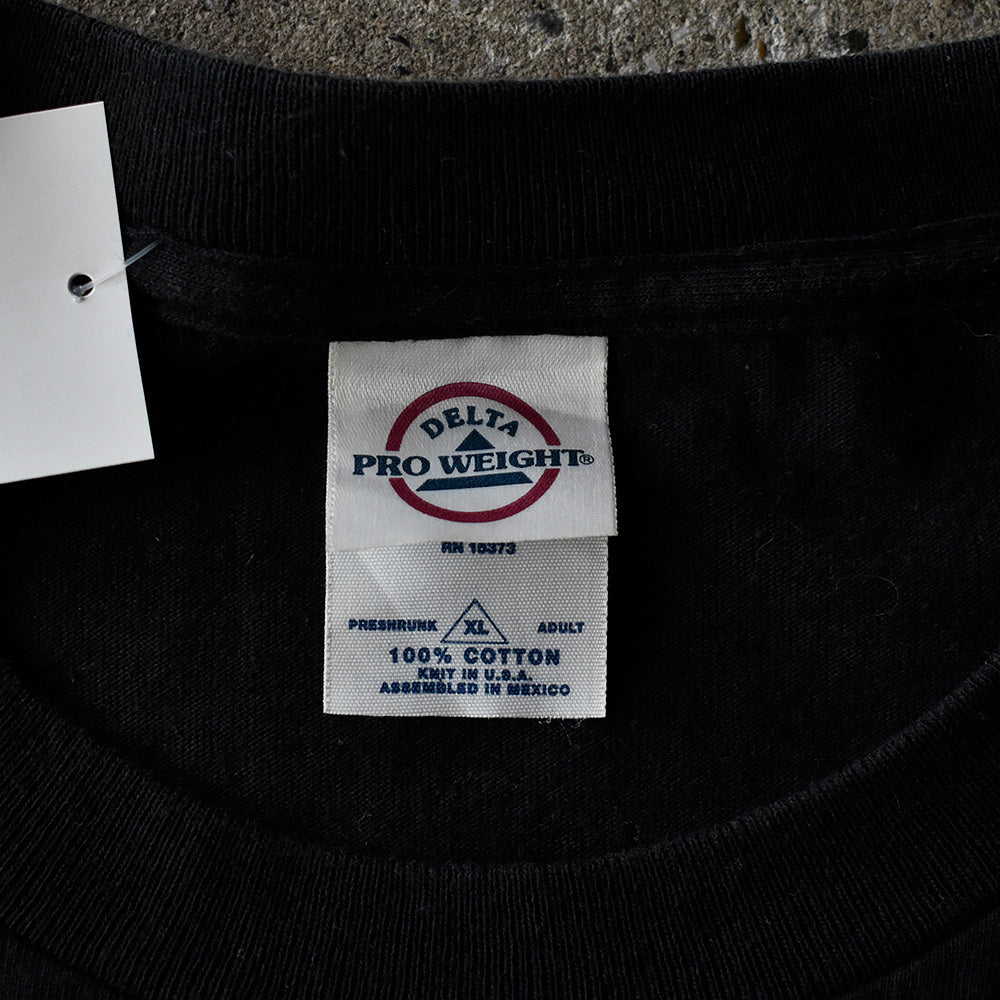 DELTA
PRO WEIGHT®
RN 15373
PRESHRUNK XL ADULT
100% COTTON
KNIT IN U.S.A.
ASSEMBLED IN MEXICO